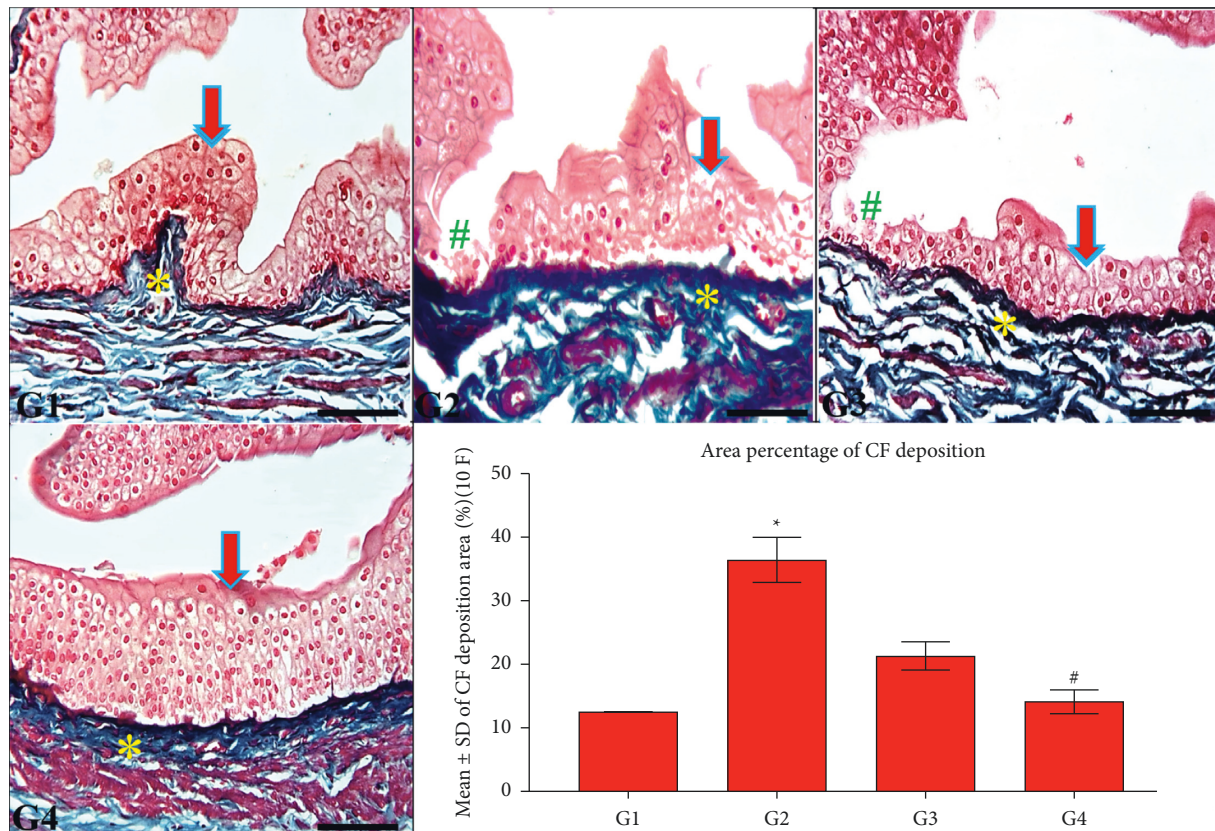 G1
#
*
G2
#
*
G3
#
*
G4
*
Area percentage of CF deposition
Mean ± SD of CF deposition area (%)(10 F)
50
40
30
20
10
0
*
#
G1
G2
G3
G4